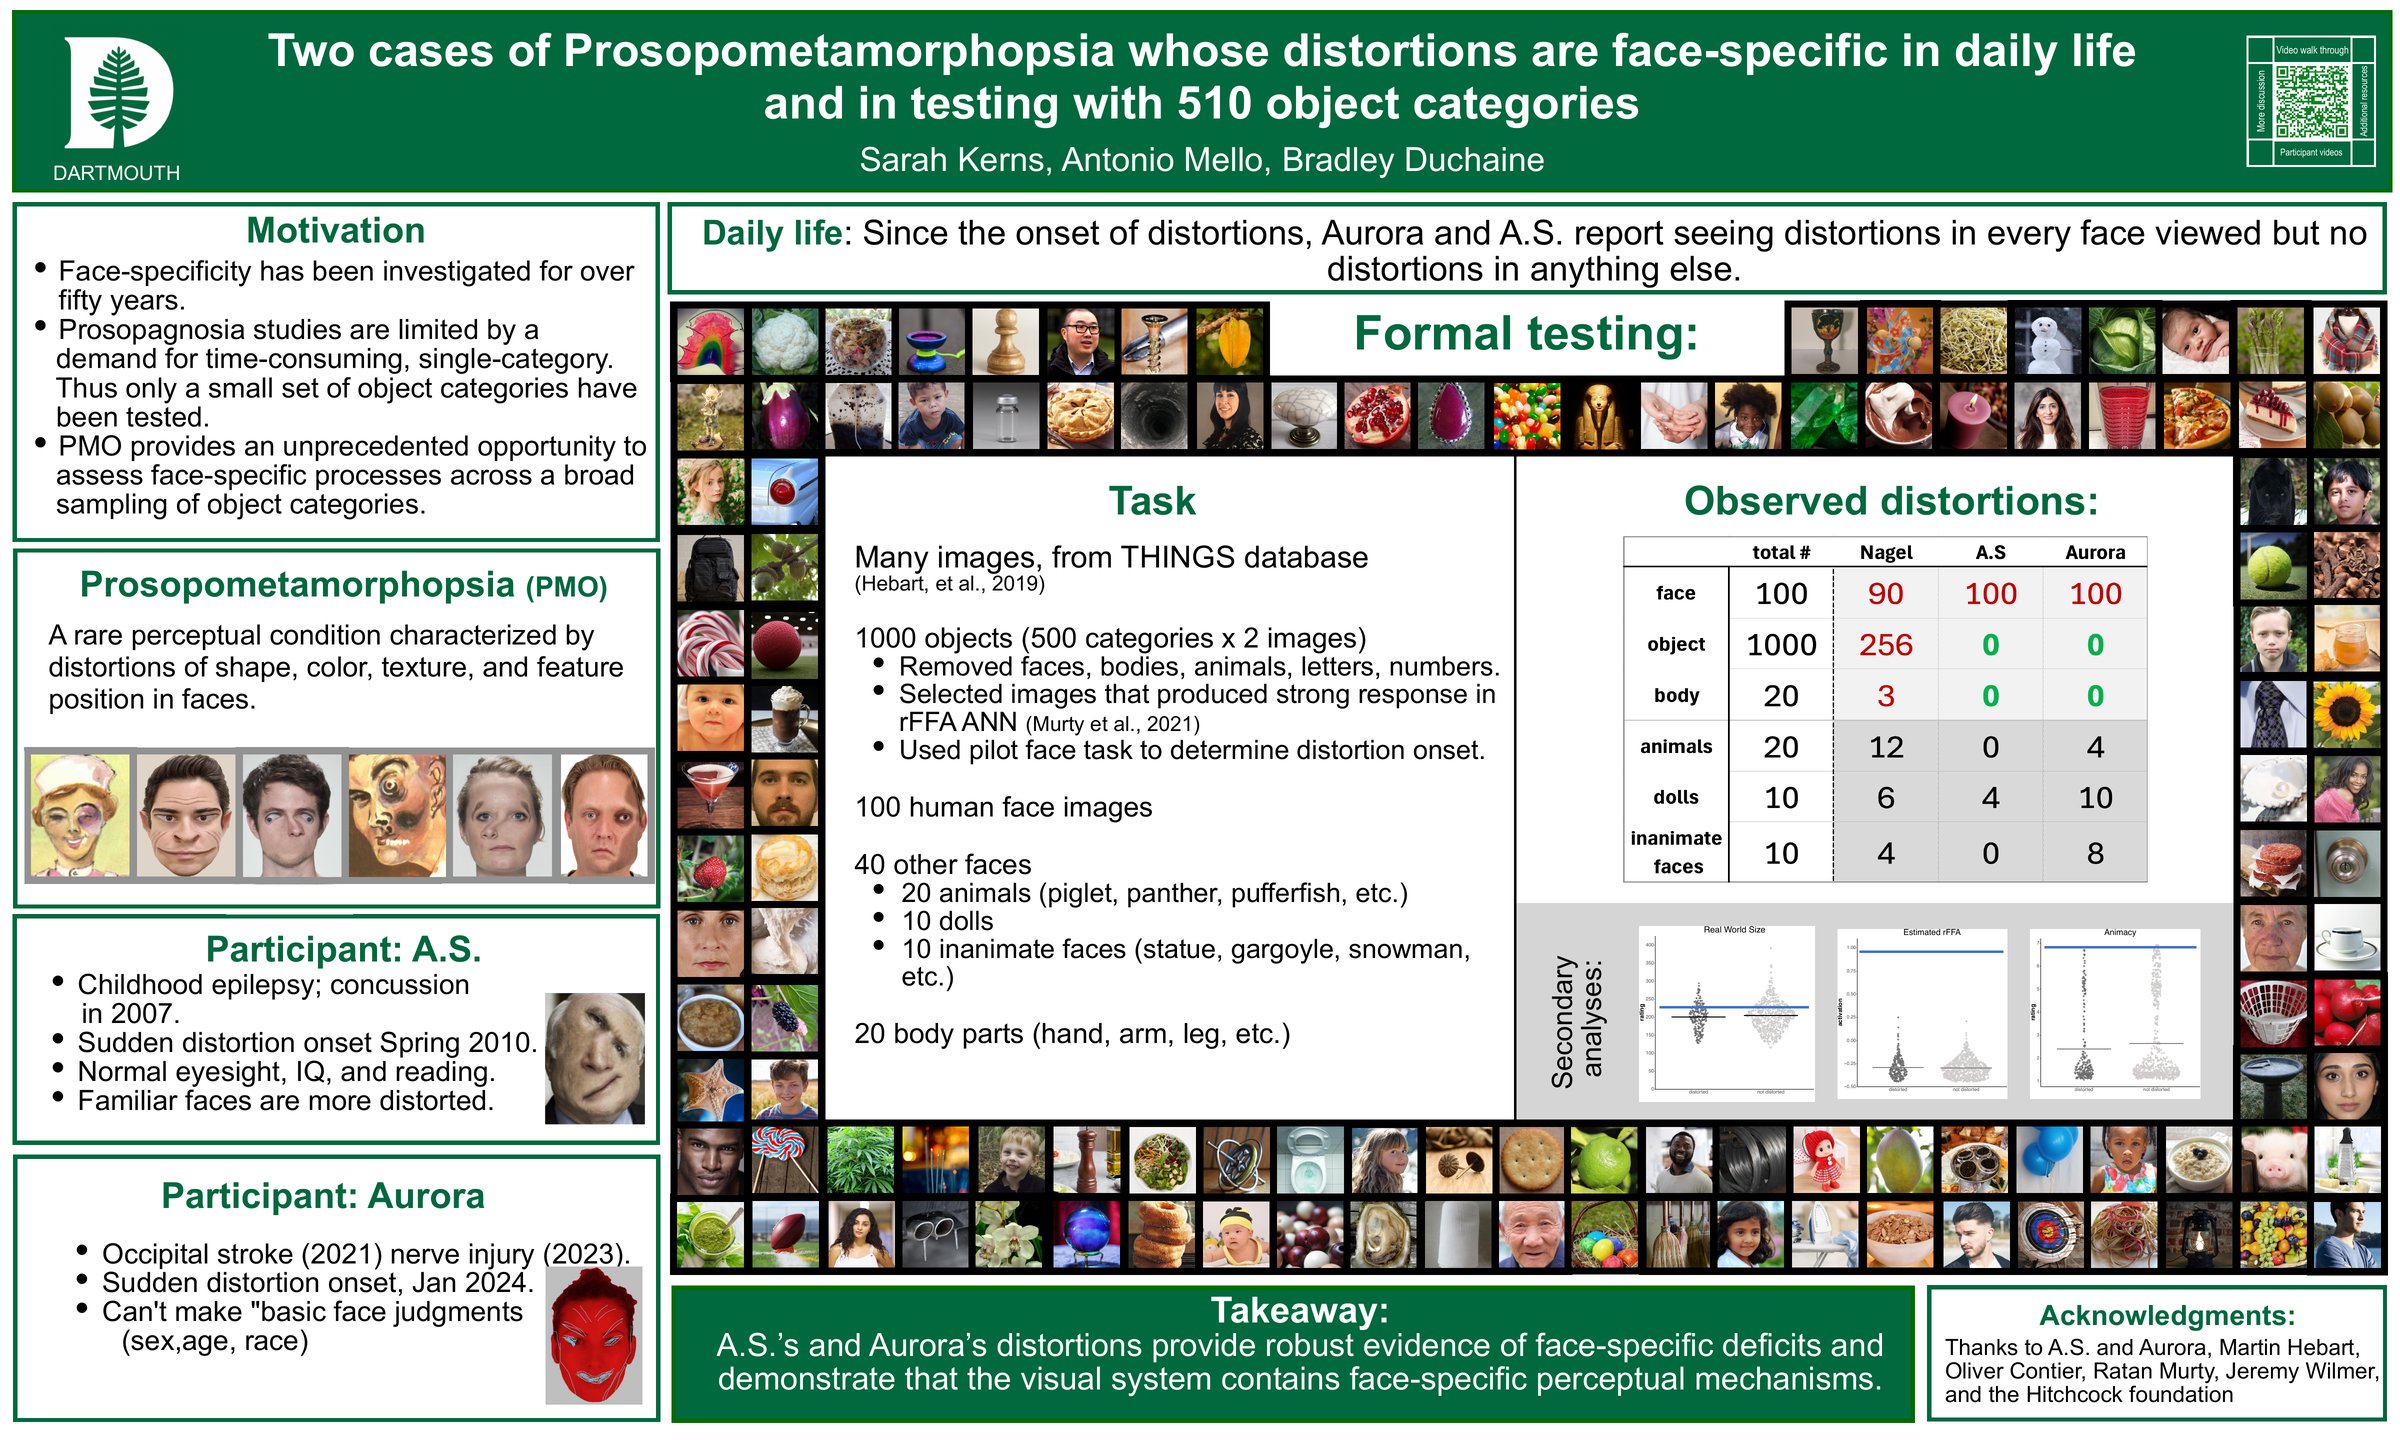 Two cases of Prosopometamorphopsia whose distortions are face-specific in daily life
and in testing with 510 object categories
Sarah Kerns, Antonio Mello, Bradley Duchaine
DARTMOUTH
Video walk through
More discussion
Additional resources
Participant videos
Motivation
• Face-specificity has been investigated for over
fifty years.
• Prosopagnosia studies are limited by a
demand for time-consuming, single-category.
Thus only a small set of object categories have
been tested.
• PMO provides an unprecedented opportunity to
assess face-specific processes across a broad
sampling of object categories.
Prosopometamorphopsia (PMO)
A rare perceptual condition characterized by
distortions of shape, color, texture, and feature
position in faces.
Participant: A.S.
• Childhood epilepsy; concussion
in 2007.
• Sudden distortion onset Spring 2010.
• Normal eyesight, IQ, and reading.
• Familiar faces are more distorted.
Participant: Aurora
• Occipital stroke (2021) nerve injury (2023).
• Sudden distortion onset, Jan 2024.
• Can't make "basic face judgments
(sex,age, race)
Daily life: Since the onset of distortions, Aurora and A.S. report seeing distortions in every face viewed but no
distortions in anything else.
Formal testing:
Task
Many images, from THINGS database
(Hebart, et al., 2019)
1000 objects (500 categories x 2 images)
• Removed faces, bodies, animals, letters, numbers.
• Selected images that produced strong response in
rFFA ANN (Murty et al., 2021)
• Used pilot face task to determine distortion onset.
100 human face images
40 other faces
• 20 animals (piglet, panther, pufferfish, etc.)
• 10 dolls
• 10 inanimate faces (statue, gargoyle, snowman,
etc.)
20 body parts (hand, arm, leg, etc.)
Observed distortions:
total # Nagel A.S Aurora
face 100 90 100 100
object 1000 256 0 0
body 20 3 0 0
animals 20 12 0 4
dolls 10 6 4 10
inanimate
faces 10 4 0 8
Secondary
analyses:
Real World Size
rating
distorted not distorted
Estimated rFFA
activation
distorted not distorted
Animacy
rating
distorted not distorted
Takeaway:
A.S.’s and Aurora’s distortions provide robust evidence of face-specific deficits and
demonstrate that the visual system contains face-specific perceptual mechanisms.
Acknowledgments:
Thanks to A.S. and Aurora, Martin Hebart,
Oliver Contier, Ratan Murty, Jeremy Wilmer,
and the Hitchcock foundation